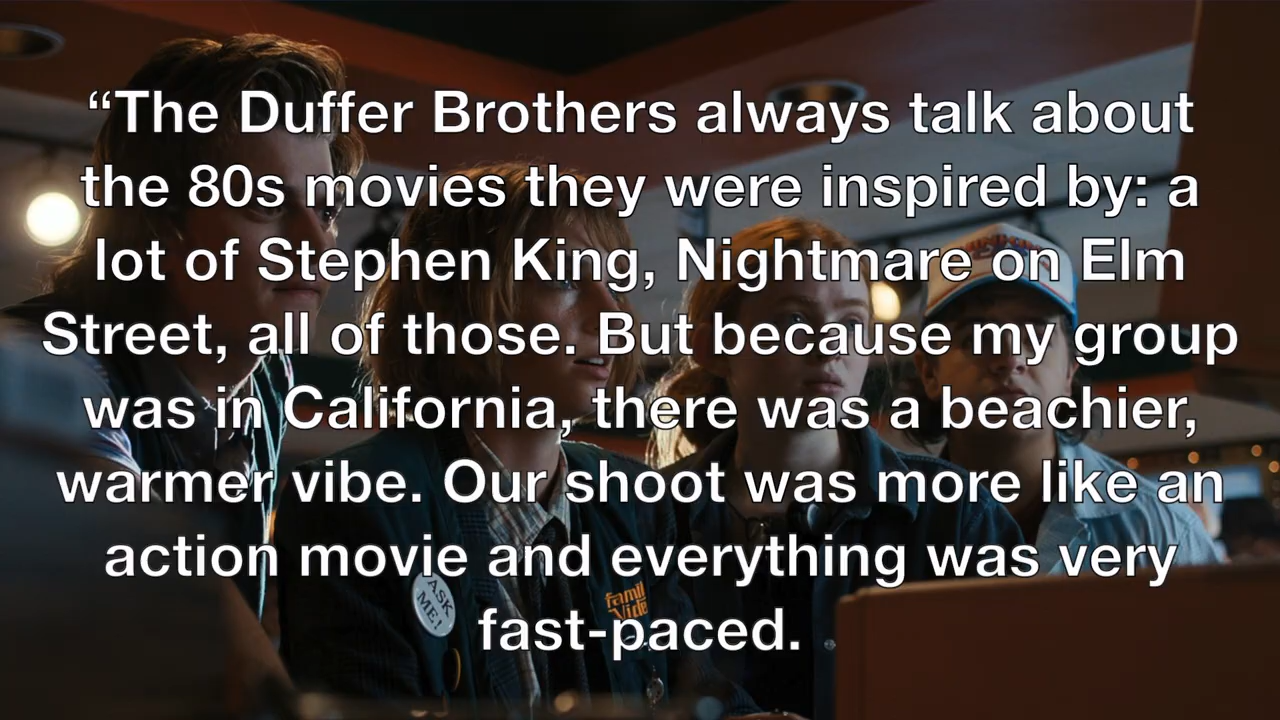 “The Duffer Brothers always talk about
the 80s movies they were inspired by: a
lot of Stephen King, Nightmare on Elm
Street, all of those. But because my group
was in California, there was a beachier,
warmer vibe. Our shoot was more like an
action movie and everything was very
fast-paced.
ASK
ME!